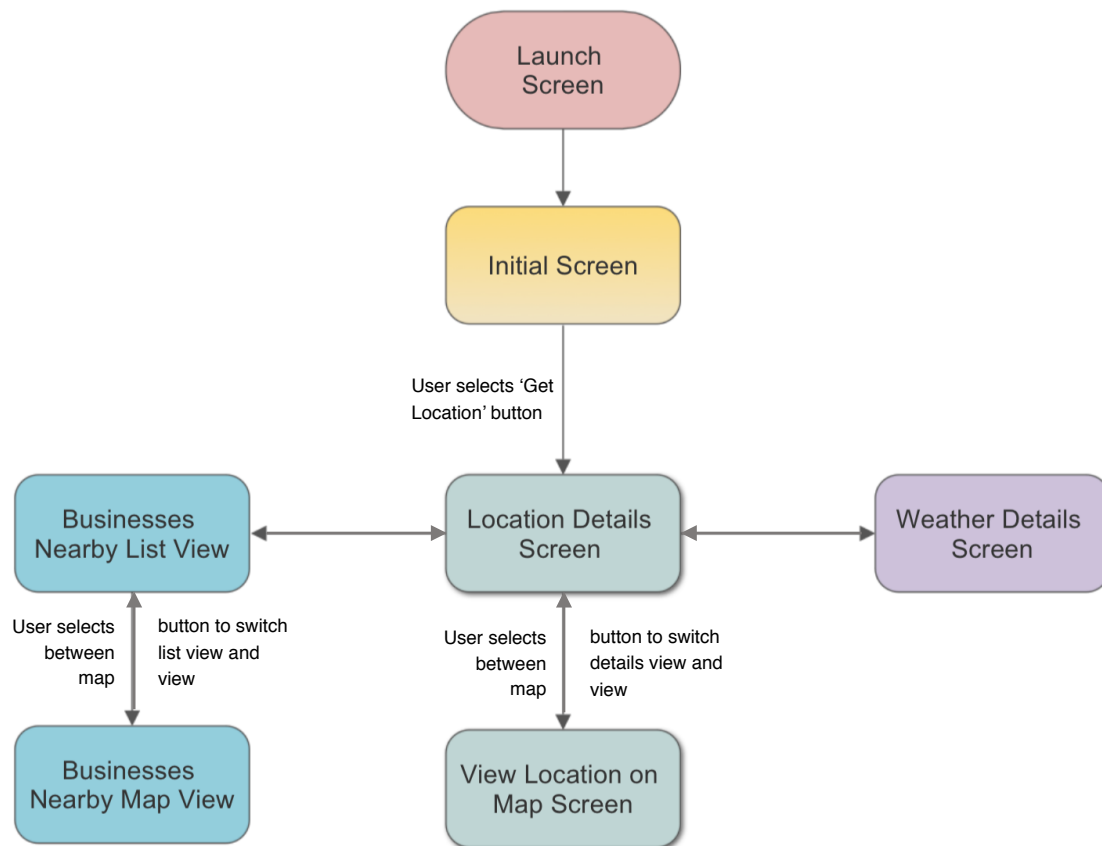 Launch
Screen
Initial Screen
User selects ‘Get
Location’ button
Businesses
Nearby List View
Location Details
Screen
Weather Details
Screen
User selects button to switch
between list view and
map view
User selects button to switch
between details view and
map view
Businesses
Nearby Map View
View Location on
Map Screen